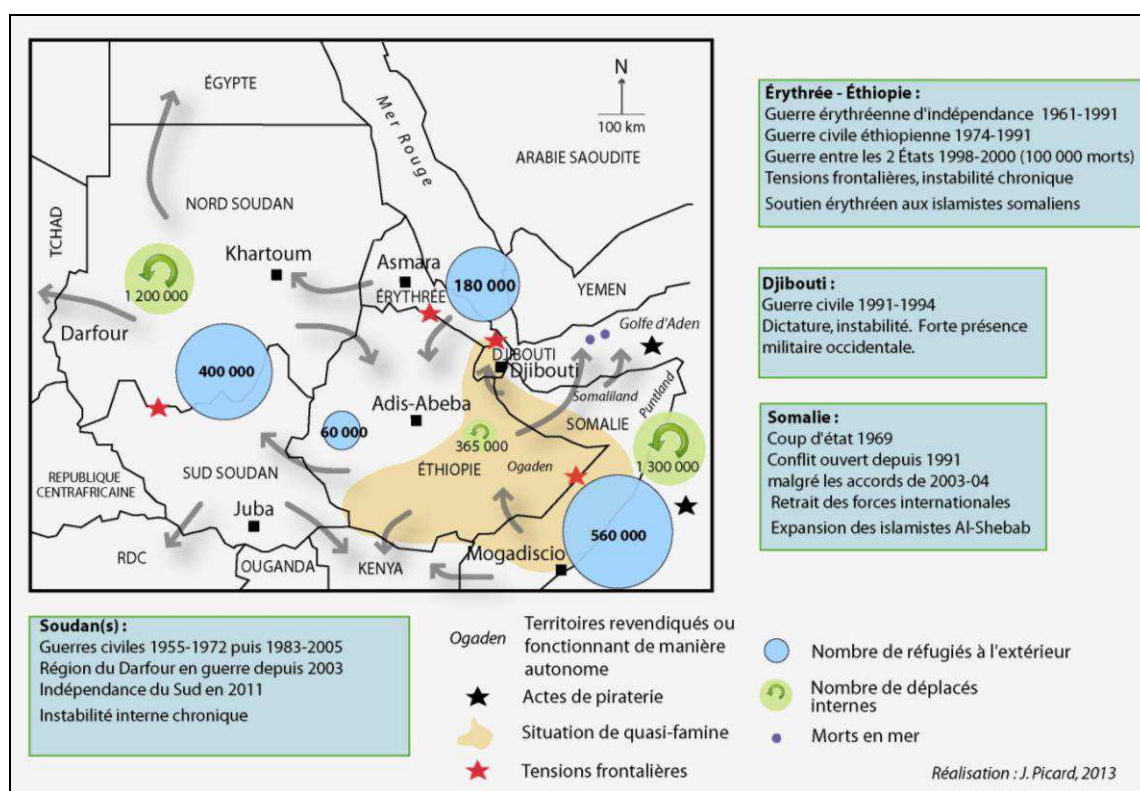 ÉGYPTE
N
100 km
Mer Rouge
ARABIE SAOUDITE
TCHAD
NORD SOUDAN
Khartoum
Asmara
ÉRYTHRÉE
180 000
YEMEN
1 200 000
Darfour
Golfe d'Aden
DJIBOUTI
Djibouti
400 000
Somaliland
Puntland
Adis-Abeba
60 000
SOMALIE
365 000
1 300 000
ÉTHIOPIE
Ogaden
REPUBLIQUE
CENTRAFRICAINE
SUD SOUDAN
Juba
560 000
Mogadiscio
RDC
OUGANDA
KENYA
Érythrée - Éthiopie :
Guerre érythréenne d'indépendance 1961-1991
Guerre civile éthiopienne 1974-1991
Guerre entre les 2 États 1998-2000 (100 000 morts)
Tensions frontalières, instabilité chronique
Soutien érythréen aux islamistes somaliens
Djibouti :
Guerre civile 1991-1994
Dictature, instabilité. Forte présence
militaire occidentale.
Somalie :
Coup d'état 1969
Conflit ouvert depuis 1991
malgré les accords de 2003-04
Retrait des forces internationales
Expansion des islamistes Al-Shebab
Soudan(s) :
Guerres civiles 1955-1972 puis 1983-2005
Région du Darfour en guerre depuis 2003
Indépendance du Sud en 2011
Instabilité interne chronique
Ogaden
Territoires revendiqués ou
fonctionnant de manière
autonome
Actes de piraterie
Situation de quasi-famine
Tensions frontalières
Nombre de réfugiés à l'extérieur
Nombre de déplacés
internes
Morts en mer
Réalisation : J. Picard, 2013